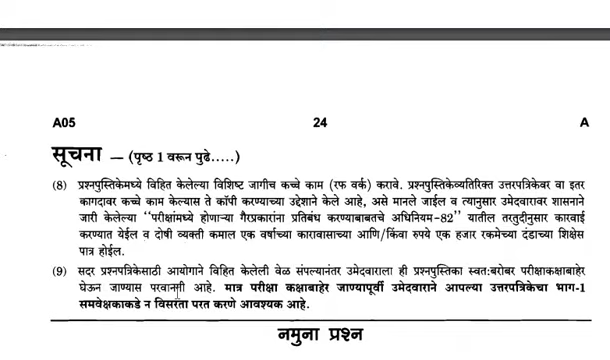 A05 24 A
सूचना — (पृष्ठ 1 वरून पुढे.....)
(8) प्रश्नपुस्तिकेमध्ये विहित केलेल्या विशिष्ट जागीच कच्चे काम (रफ वर्क) करावे. प्रश्नपुस्तिकेव्यतिरिक्त उत्तरपत्रिकेवर वा इतर
कागदावर कच्चे काम केल्यास ते कॉपी करण्याच्या उद्देशाने केले आहे, असे मानले जाईल व त्यानुसार उमेदवारावर शासनाने
जारी केलेल्या "परीक्षांमध्ये होणाऱ्या गैरप्रकारांना प्रतिबंध करण्याबाबतचे अधिनियम-82" यातील तरतुदीनुसार कारवाई
करण्यात येईल व दोषी व्यक्ती कमाल एक वर्षाच्या कारावासाच्या आणि/किंवा रुपये एक हजार रकमेच्या दंडाच्या शिक्षेस
पात्र होईल.
(9) सदर प्रश्नपत्रिकेसाठी आयोगाने विहित केलेली वेळ संपल्यानंतर उमेदवाराला ही प्रश्नपुस्तिका स्वत:बरोबर परीक्षाकक्षाबाहेर
घेऊन जाण्यास परवानगी आहे. मात्र परीक्षा कक्षाबाहेर जाण्यापूर्वी उमेदवाराने आपल्या उत्तरपत्रिकेचा भाग-1
समवेक्षकाकडे न विसरता परत करणे आवश्यक आहे.
नमुना प्रश्न